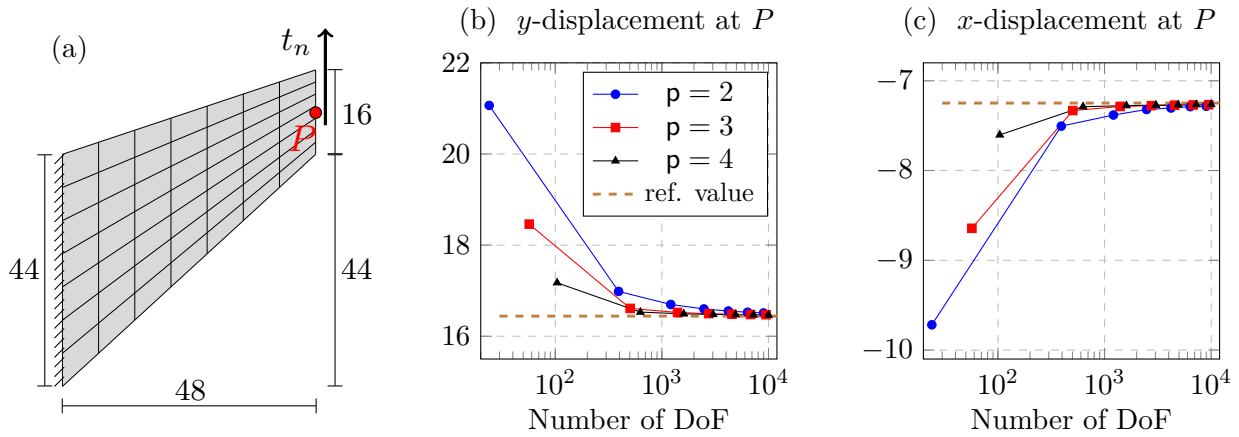 (a)
t_n
P
16
44
44
48
(b) y-displacement at P
22
20
18
16
p = 2
p = 3
p = 4
ref. value
10^2 10^3 10^4
Number of DoF
(c) x-displacement at P
−7
−8
−9
−10
10^2 10^3 10^4
Number of DoF